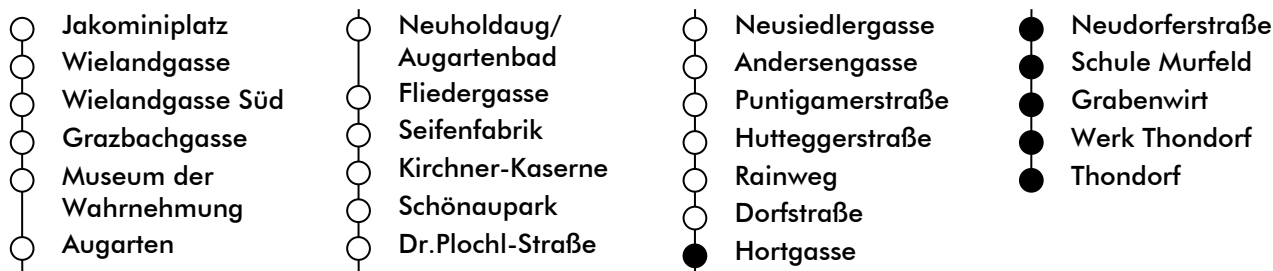 Jakominiplatz
Wielandgasse
Wielandgasse Süd
Grazbachgasse
Museum der
Wahrnehmung
Augarten
Neuholdaug/
Augartenbad
Fliedergasse
Seifenfabrik
Kirchner-Kaserne
Schönaupark
Dr.Plochl-Straße
Neusiedlergasse
Andersengasse
Puntigamerstraße
Hutteggerstraße
Rainweg
Dorfstraße
Hortgasse
Neudorferstraße
Schule Murfeld
Grabenwirt
Werk Thondorf
Thondorf